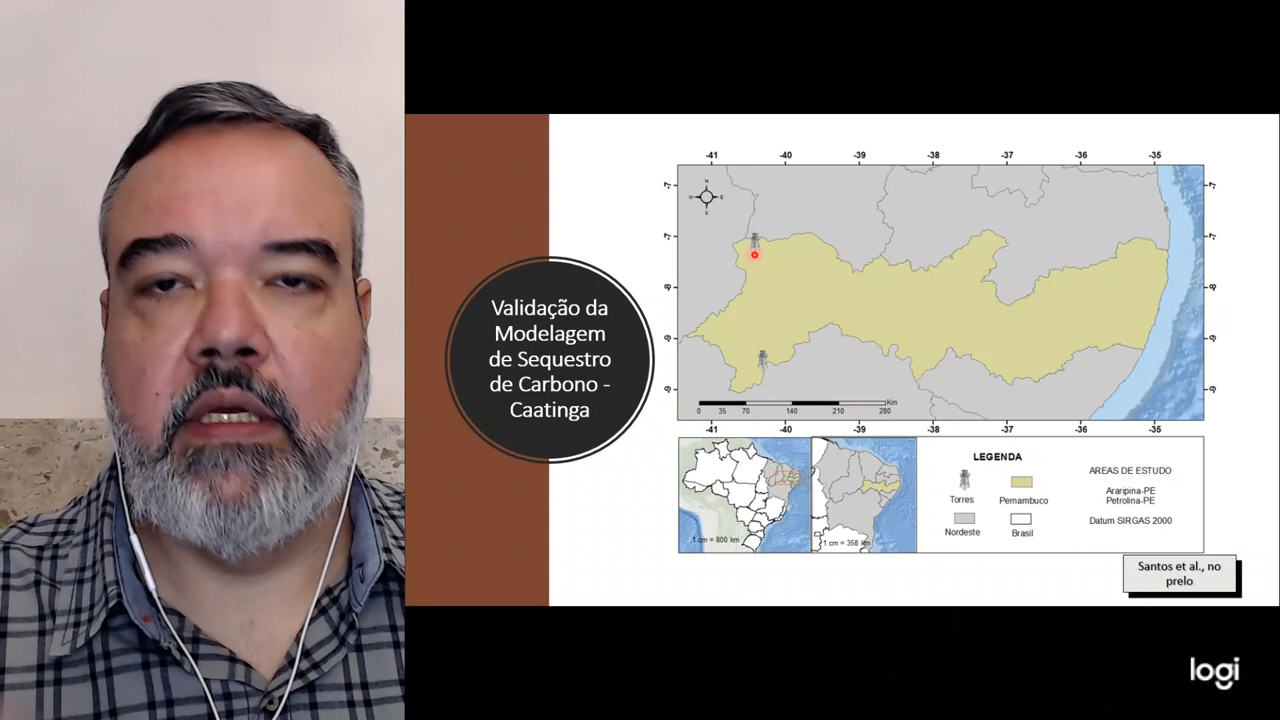 Validação da
Modelagem
de Sequestro
de Carbono -
Caatinga
-41 -40 -39 -38 -37 -36 -35
N
W E
S
-7 -7
-7 -7
-8 -8
-9 -9
-9 -9
Km
0 35 70 140 210 280
-41 -40 -39 -38 -37 -36 -35
1 cm = 800 km
1 cm = 358 km
LEGENDA
Torres
Pernambuco
Nordeste
Brasil
AREAS DE ESTUDO
Araripina-PE
Petrolina-PE
Datum SIRGAS 2000
Santos et al., no
prelo
logi